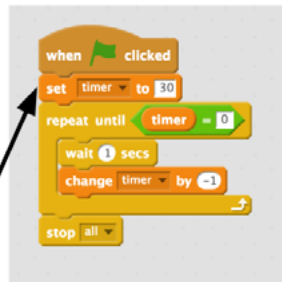 when clicked
set timer to 30
repeat until timer = 0
wait 1 secs
change timer by -1
stop all